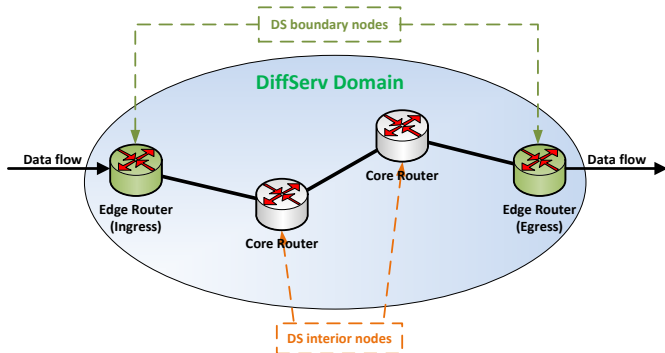 DS boundary nodes
DiffServ Domain
Data flow
Data flow
Core Router
Edge Router
(Ingress)
Core Router
Edge Router
(Egress)
DS interior nodes